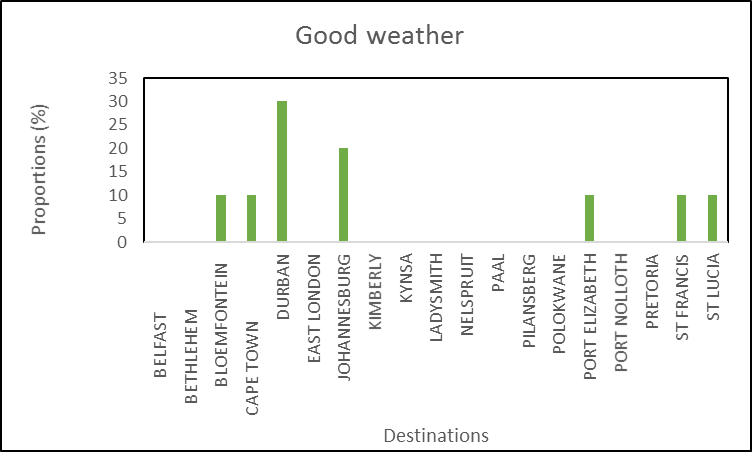 Good weather
Proportions (%)
35
30
25
20
15
10
5
0
BELFAST
BETHLEHEM
BLOEMFONTEIN
CAPE TOWN
DURBAN
EAST LONDON
JOHANNESBURG
KIMBERLY
KYNSA
LADYSMITH
NELSPRUIT
PAAL
PILANSBERG
POLOKWANE
PORT ELIZABETH
PORT NOLLOTH
PRETORIA
ST FRANCIS
ST LUCIA
Destinations